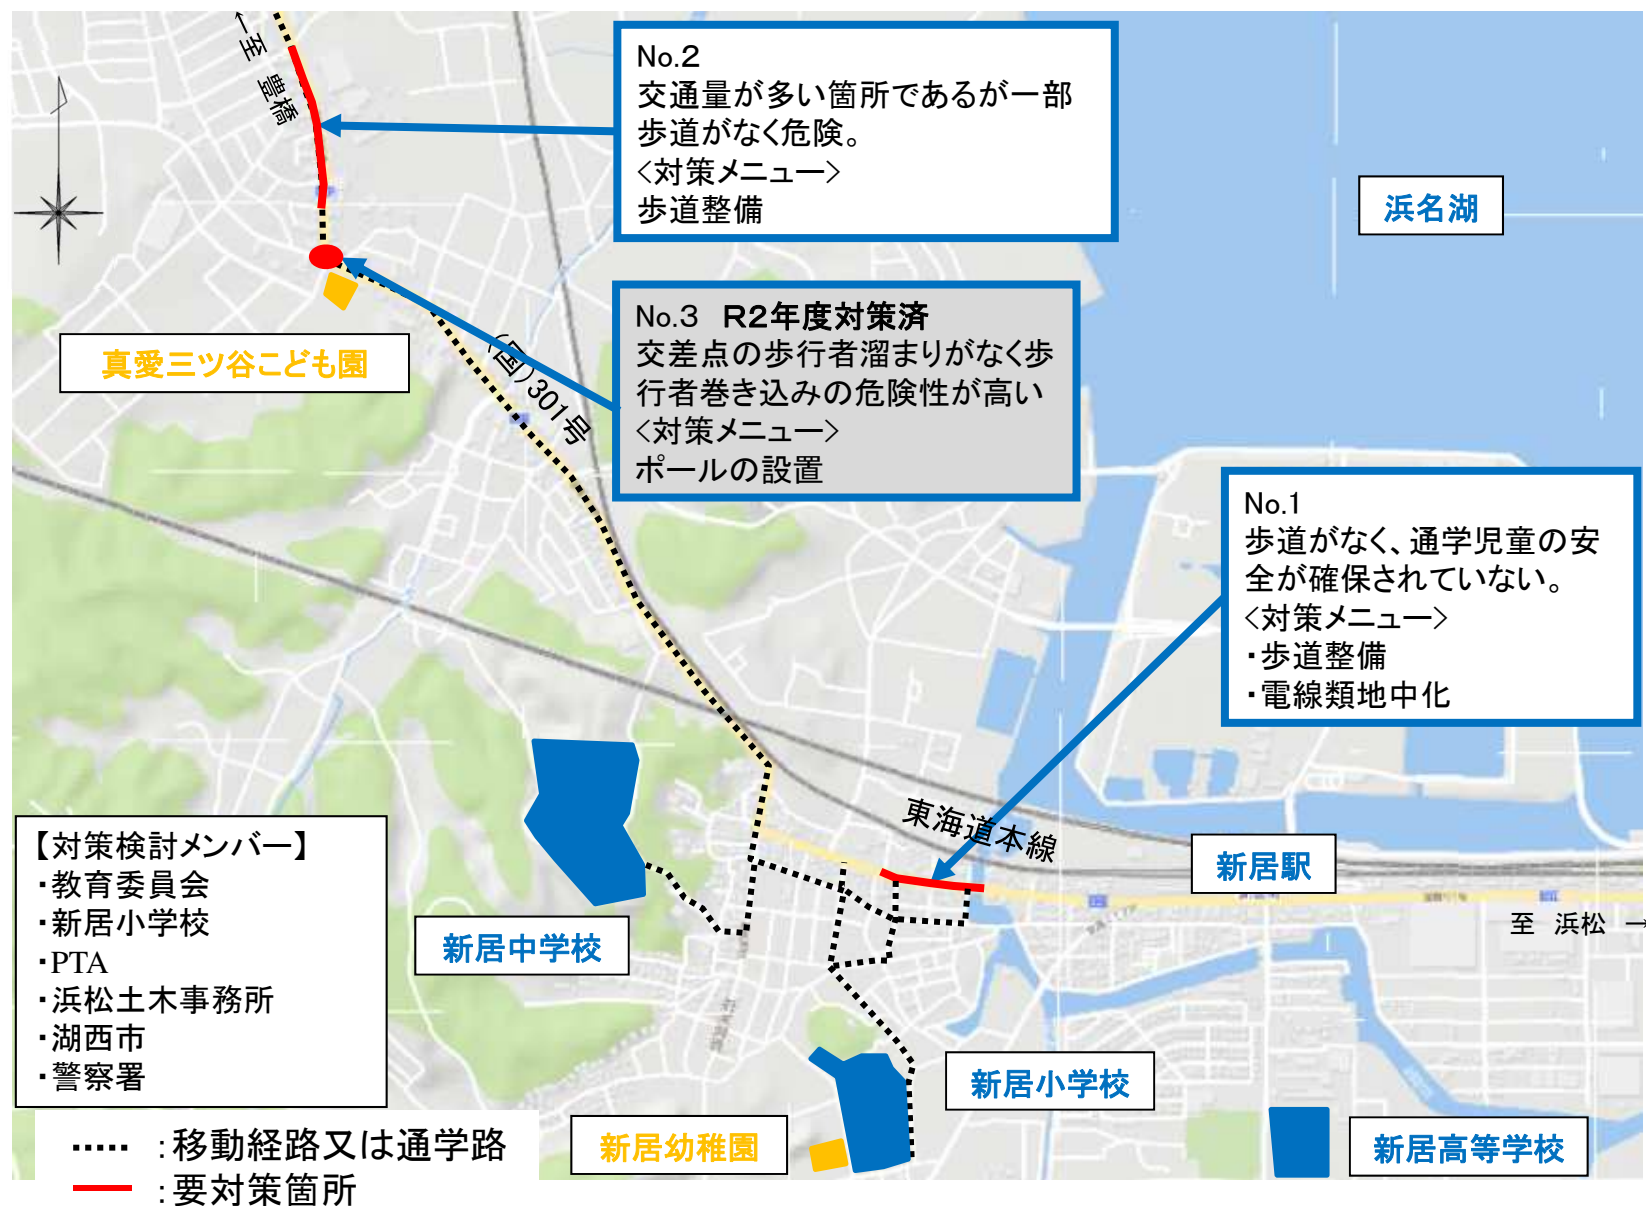 ←至 豊橋
No.2
交通量が多い箇所であるが一部
歩道がなく危険。
<対策メニュー>
歩道整備
浜名湖
No.3 R2年度対策済
交差点の歩行者溜まりがなく歩
行者巻き込みの危険性が高い
<対策メニュー>
ポールの設置
真愛三ツ谷こども園
(国)301号
No.1
歩道がなく、通学児童の安
全が確保されていない。
<対策メニュー>
・歩道整備
・電線類地中化
東海道本線
新居駅
至 浜松 →
新居中学校
【対策検討メンバー】
・教育委員会
・新居小学校
・PTA
・浜松土木事務所
・湖西市
・警察署
新居小学校
新居幼稚園
新居高等学校
:移動経路又は通学路
:要対策箇所